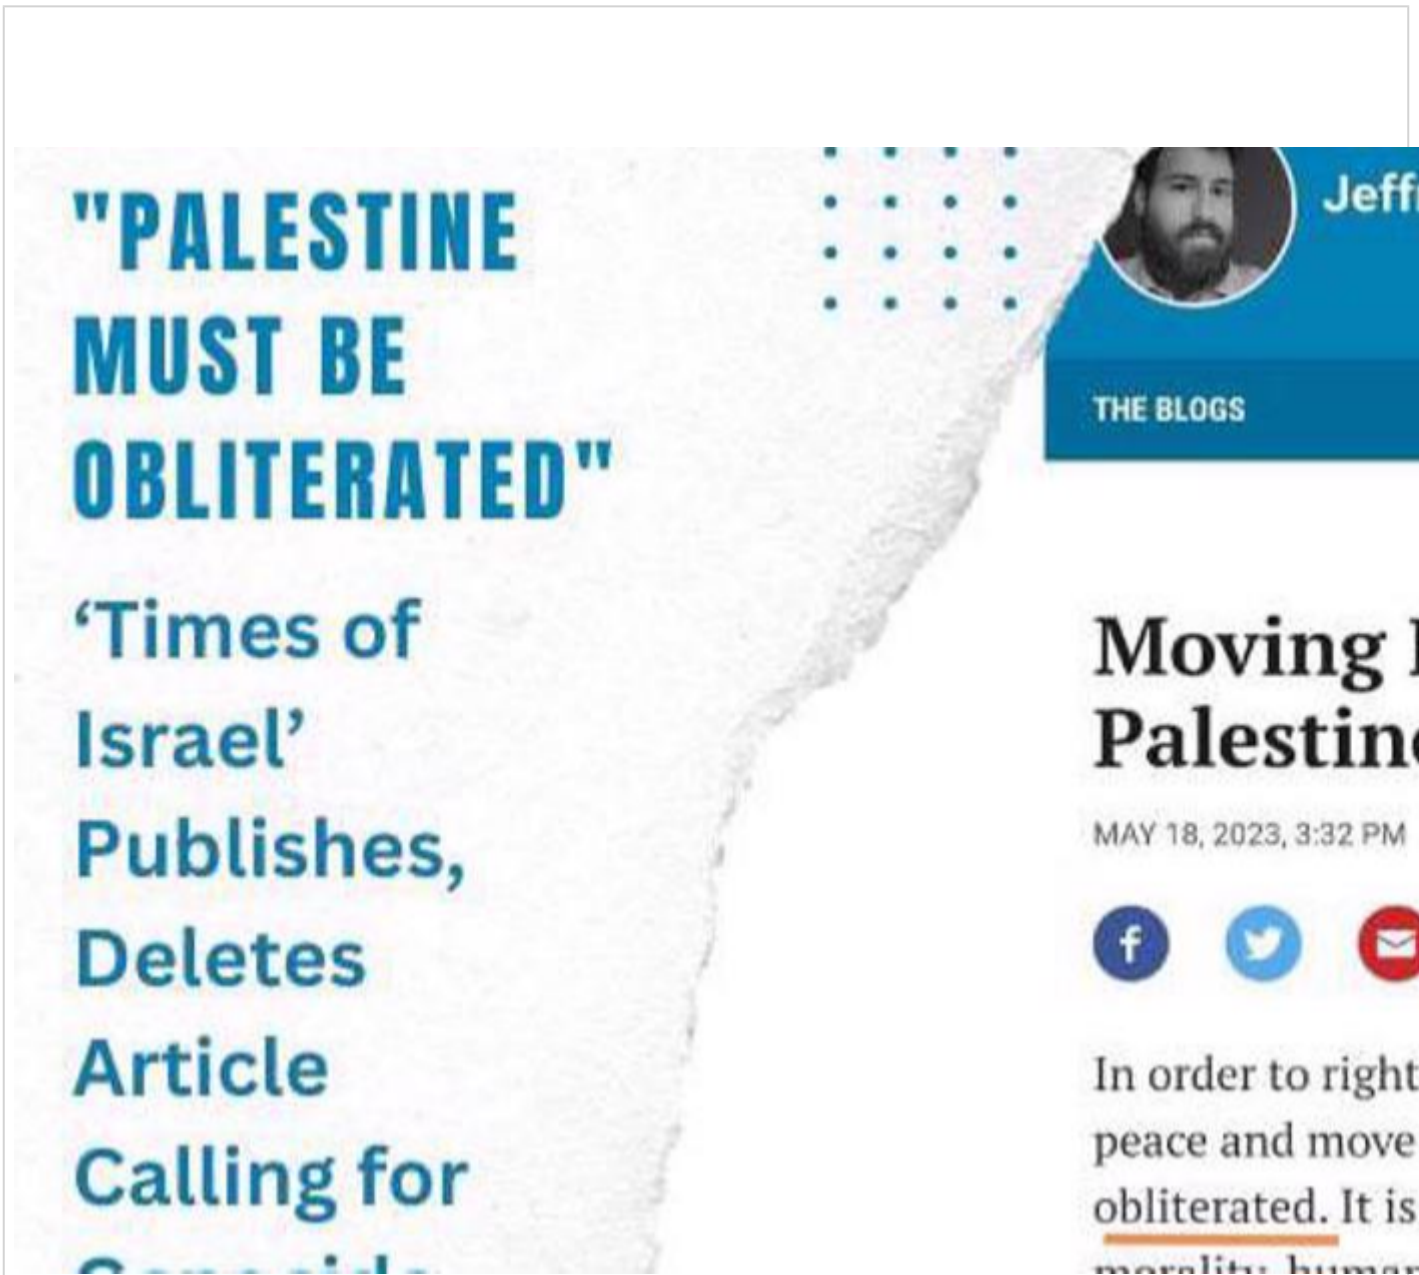 "PALESTINE
MUST BE
OBLITERATED"
‘Times of
Israel’
Publishes,
Deletes
Article
Calling for
Jeff
THE BLOGS
Moving
Palestin
MAY 18, 2023, 3:32 PM
In order to right
peace and move
obliterated. It is